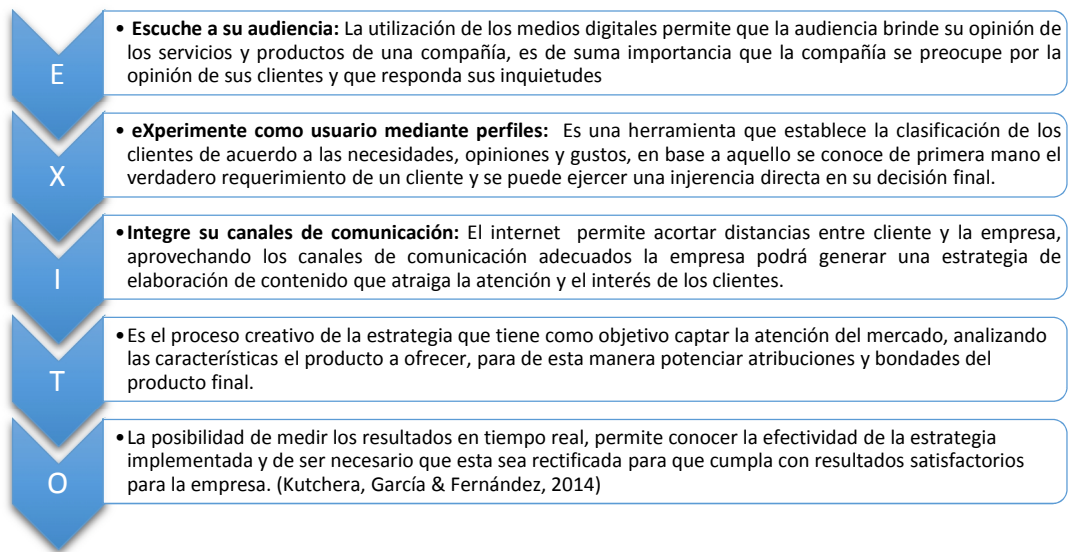 E
• Escuche a su audiencia: La utilización de los medios digitales permite que la audiencia brinde su opinión de
los servicios y productos de una compañía, es de suma importancia que la compañía se preocupe por la
opinión de sus clientes y que responda sus inquietudes
X
• eXperimente como usuario mediante perfiles: Es una herramienta que establece la clasificación de los
clientes de acuerdo a las necesidades, opiniones y gustos, en base a aquello se conoce de primera mano el
verdadero requerimiento de un cliente y se puede ejercer una injerencia directa en su decisión final.
I
• Integre su canales de comunicación: El internet permite acortar distancias entre cliente y la empresa,
aprovechando los canales de comunicación adecuados la empresa podrá generar una estrategia de
elaboración de contenido que atraiga la atención y el interés de los clientes.
T
• Es el proceso creativo de la estrategia que tiene como objetivo captar la atención del mercado, analizando
las características el producto a ofrecer, para de esta manera potenciar atribuciones y bondades del
producto final.
O
• La posibilidad de medir los resultados en tiempo real, permite conocer la efectividad de la estrategia
implementada y de ser necesario que esta sea rectificada para que cumpla con resultados satisfactorios
para la empresa. (Kutchera, García & Fernández, 2014)